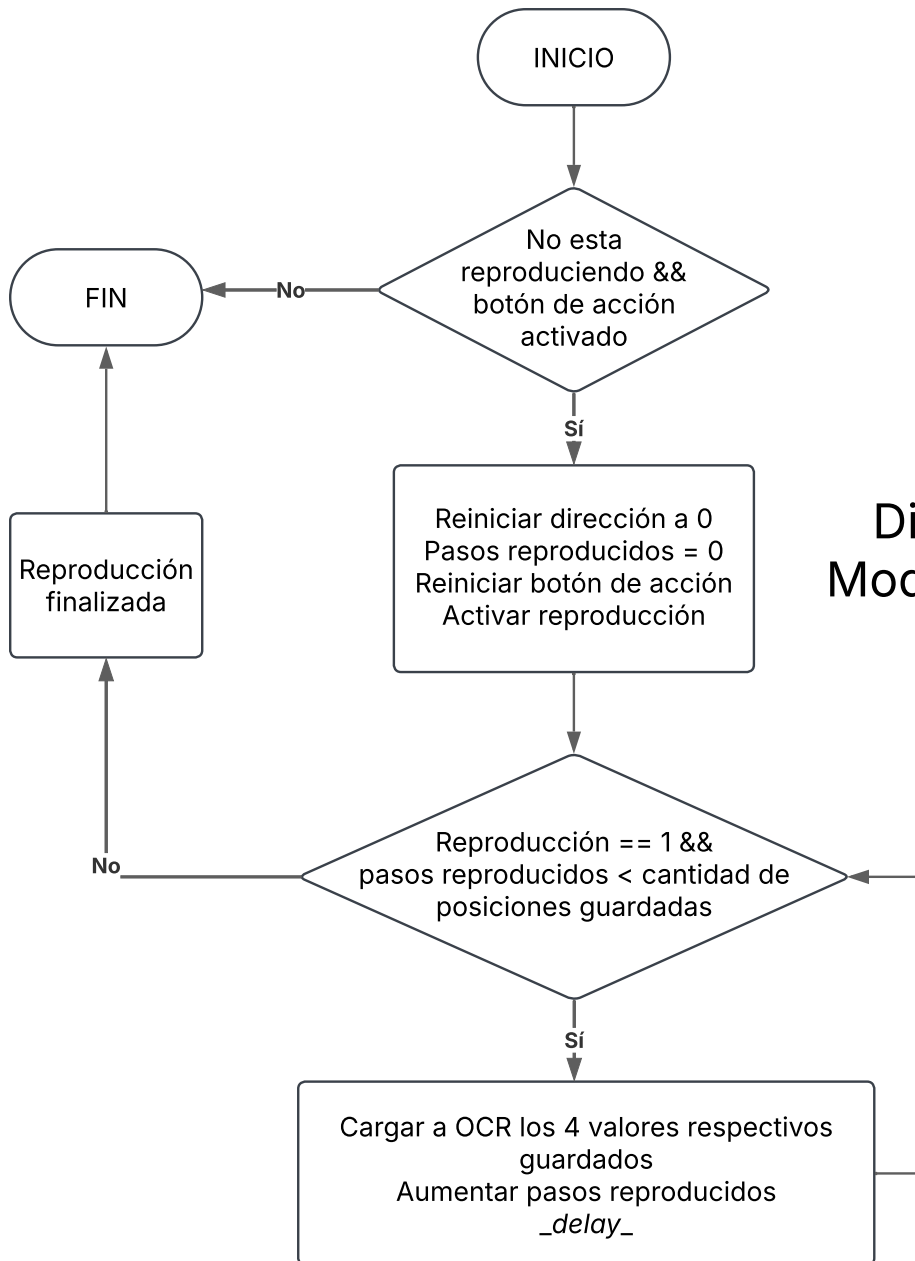 INICIO
No esta
reproduciendo &&
botón de acción
activado
No
FIN
Sí
Reiniciar dirección a 0
Pasos reproducidos = 0
Reiniciar botón de acción
Activar reproducción
Reproducción
finalizada
Reproducción == 1 &&
pasos reproducidos < cantidad de
posiciones guardadas
No
Sí
Cargar a OCR los 4 valores respectivos
guardados
Aumentar pasos reproducidos
_delay_